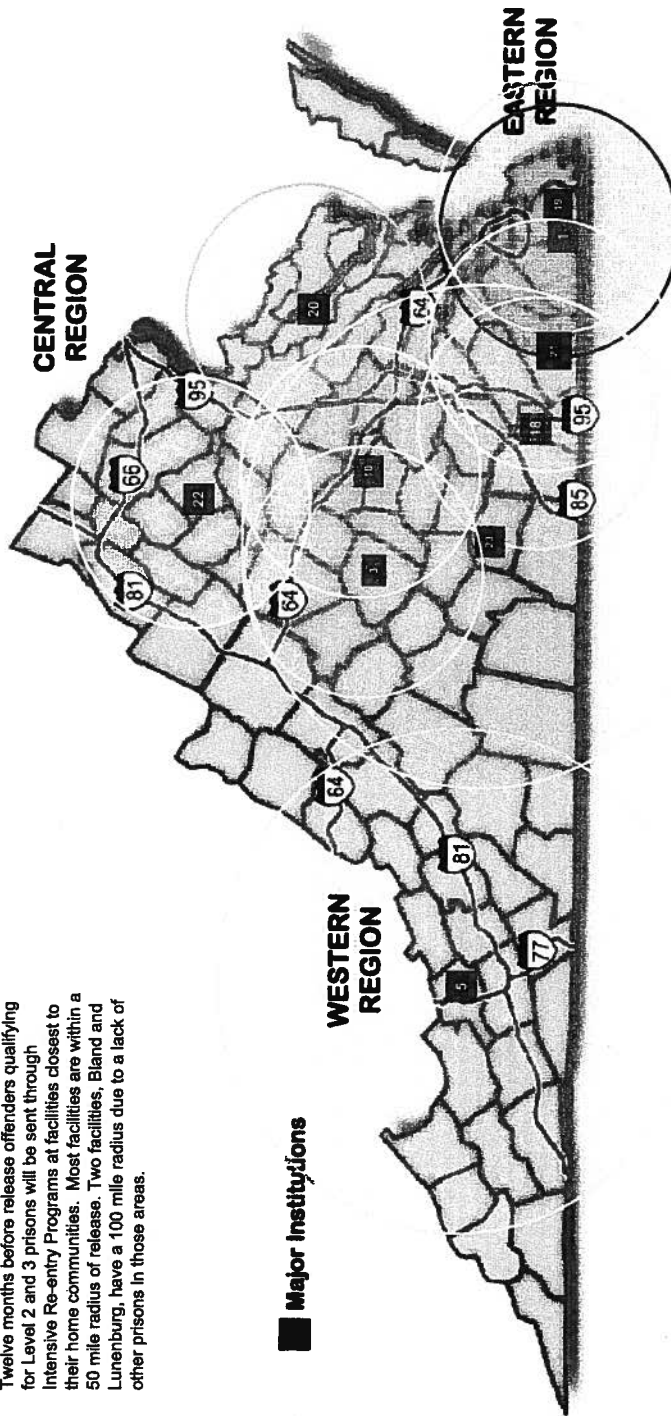 Twelve months before release offenders qualifying
for Level 2 and 3 prisons will be sent through
Intensive Re-entry Programs at facilities closest to
their home communities. Most facilities are within a
50 mile radius of release. Two facilities, Bland and
Lunenburg, have a 100 mile radius due to a lack of
other prisons in those areas.
Major Institutions
WESTERN
REGION
CENTRAL
REGION
EASTERN
REGION
5
77
81
64
81
66
64
22
95
20
64
10
95
85
18
19